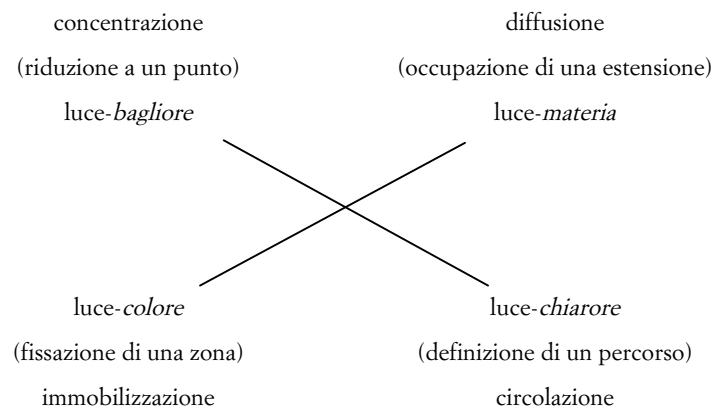 concentrazione
diffusione
(riduzione a un punto)
(occupazione di una estensione)
luce-bagliore
luce-materia
luce-colore
luce-chiarore
(fissazione di una zona)
(definizione di un percorso)
immobilizzazione
circolazione